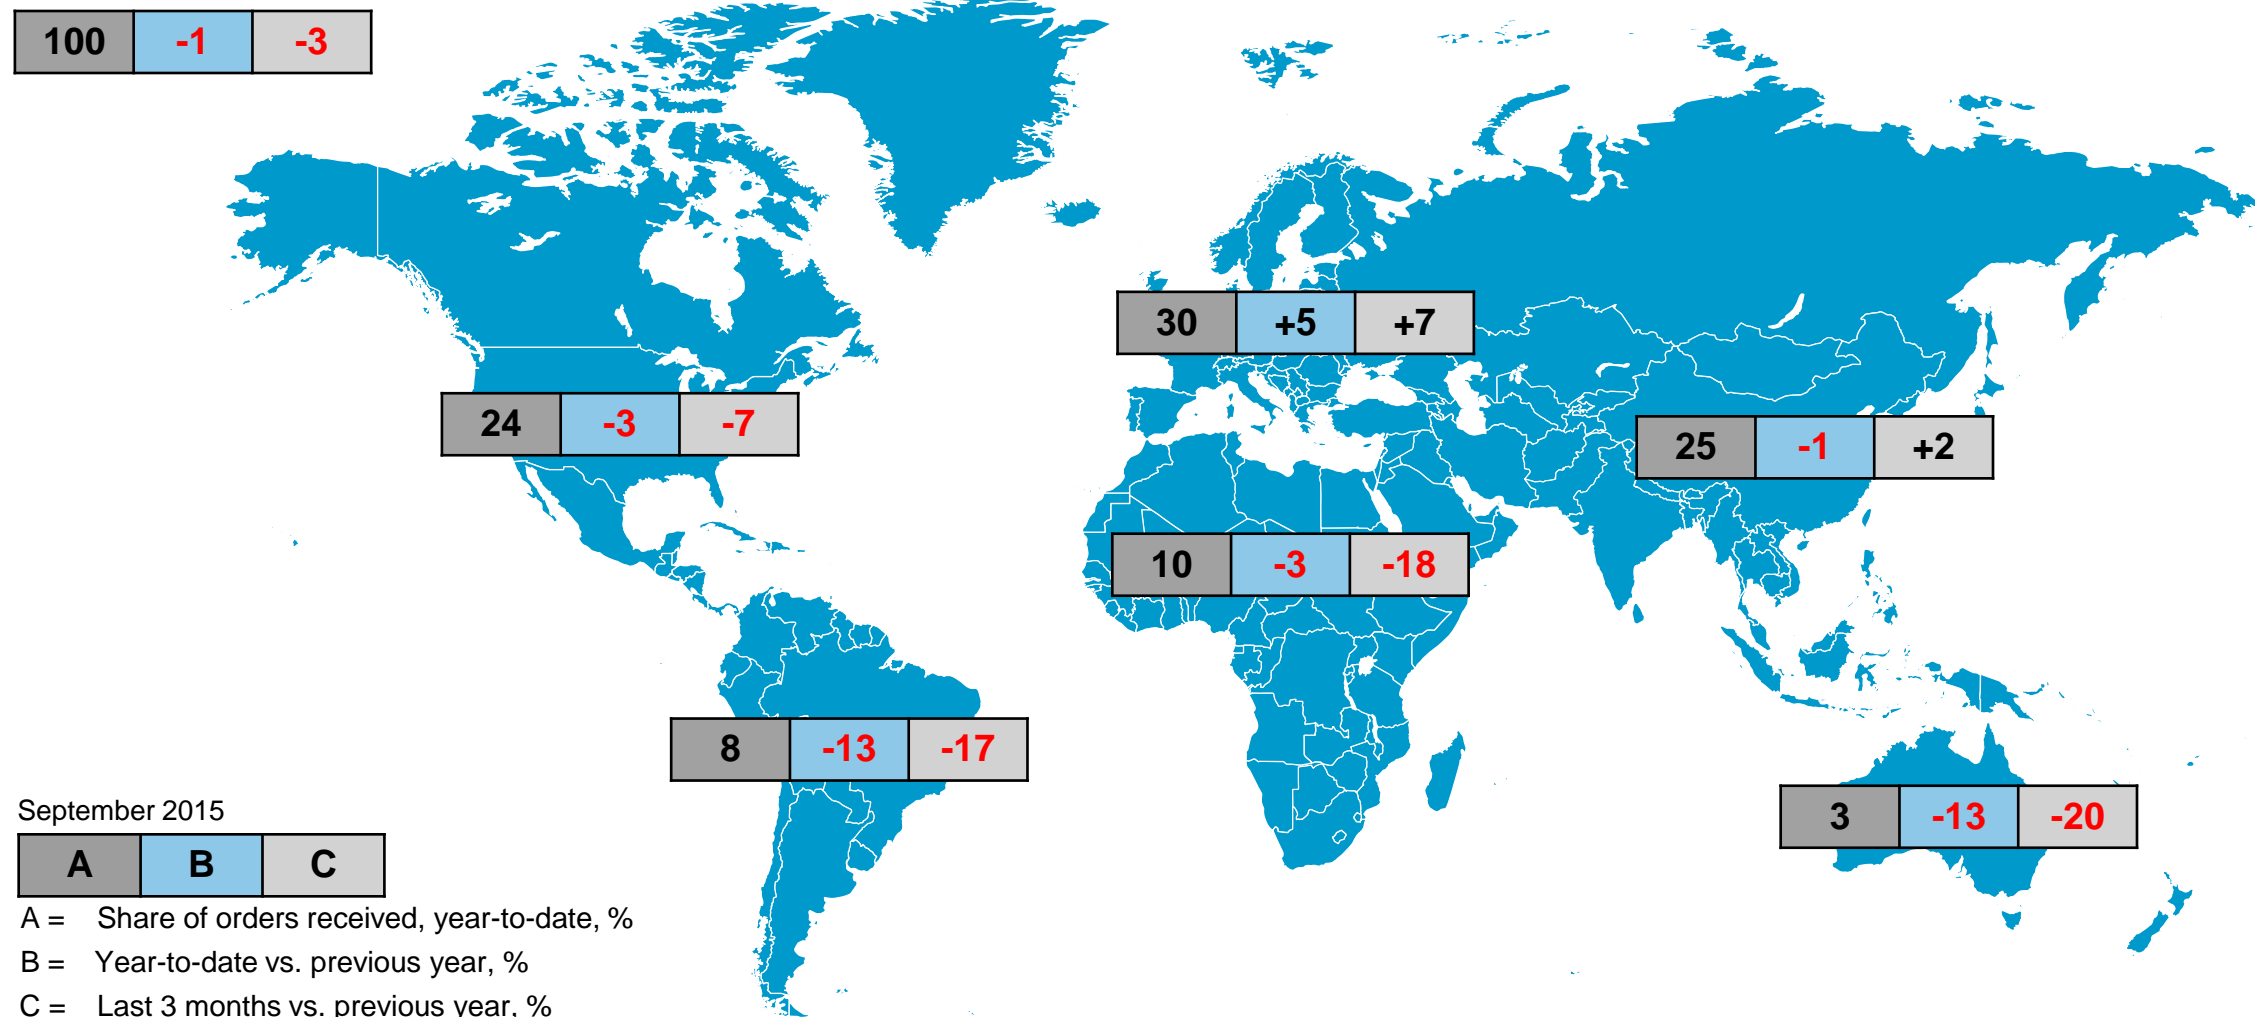 100 -1 -3
30 +5 +7
24 -3 -7
25 -1 +2
10 -3 -18
8 -13 -17
3 -13 -20
September 2015
A B C
A = Share of orders received, year-to-date, %
B = Year-to-date vs. previous year, %
C = Last 3 months vs. previous year, %